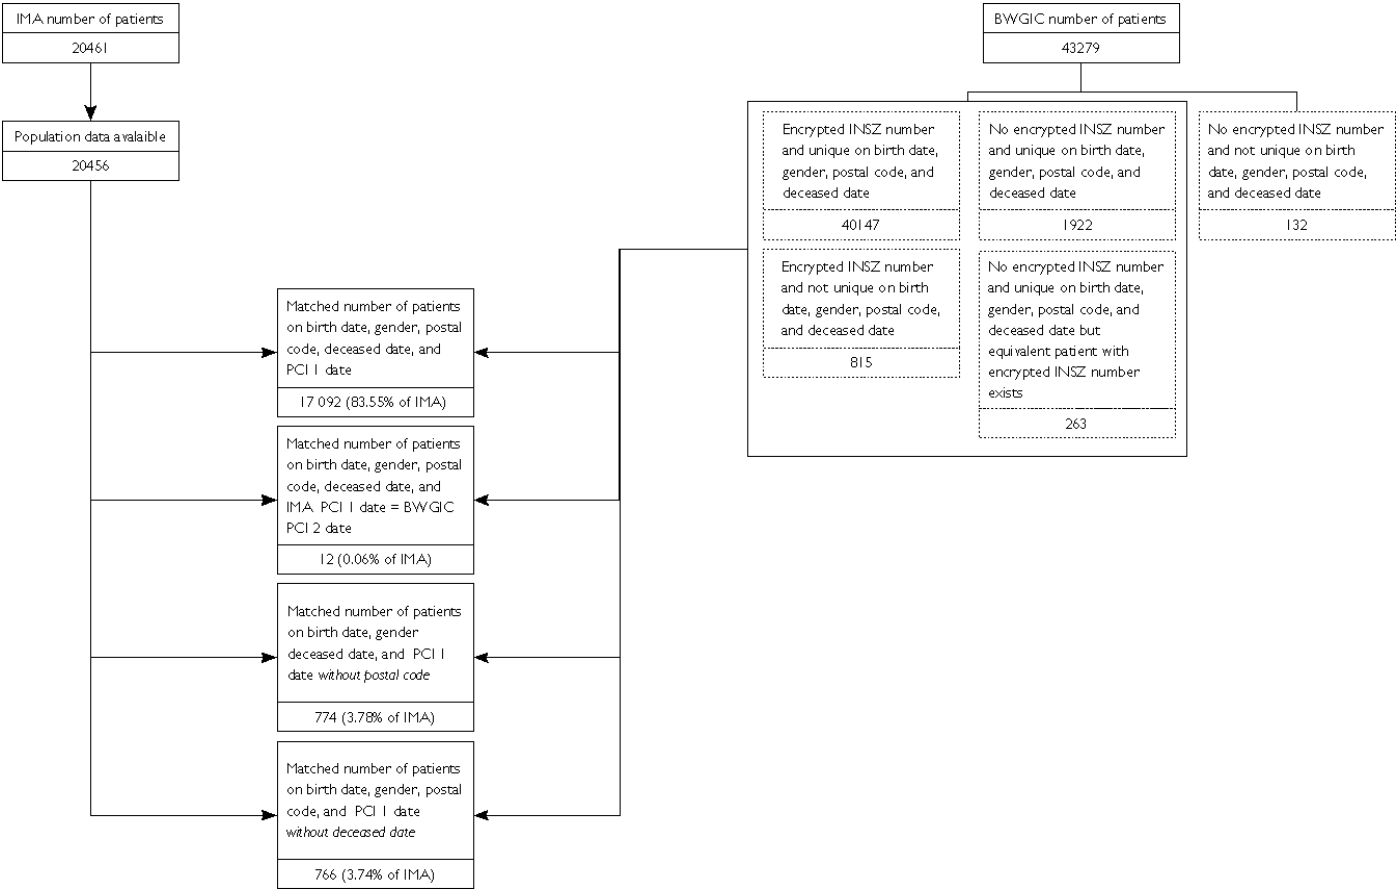 IMA number of patients
20461
Population data avalaible
20456
BWGIC number of patients
43279
Encrypted INSZ number
and unique on birth date,
gender, postal code, and
deceased date
40147
No encrypted INSZ number
and unique on birth date,
gender, postal code, and
deceased date
1922
No encrypted INSZ number
and not unique on birth
date, gender, postal code,
and deceased date
132
Encrypted INSZ number
and not unique on birth
date, gender, postal code,
and deceased date
815
No encrypted INSZ number
and unique on birth date,
gender, postal code, and
deceased date but
equivalent patient with
encrypted INSZ number
exists
263
Matched number of patients
on birth date, gender, postal
code, deceased date, and
PCI 1 date
17 092 (83.55% of IMA)
Matched number of patients
on birth date, gender, postal
code, deceased date, and
IMA PCI 1 date = BWGIC
PCI 2 date
12 (0.06% of IMA)
Matched number of patients
on birth date, gender
deceased date, and PCI 1
date without postal code
774 (3.78% of IMA)
Matched number of patients
on birth date, gender, postal
code, and PCI 1 date
without deceased date
766 (3.74% of IMA)